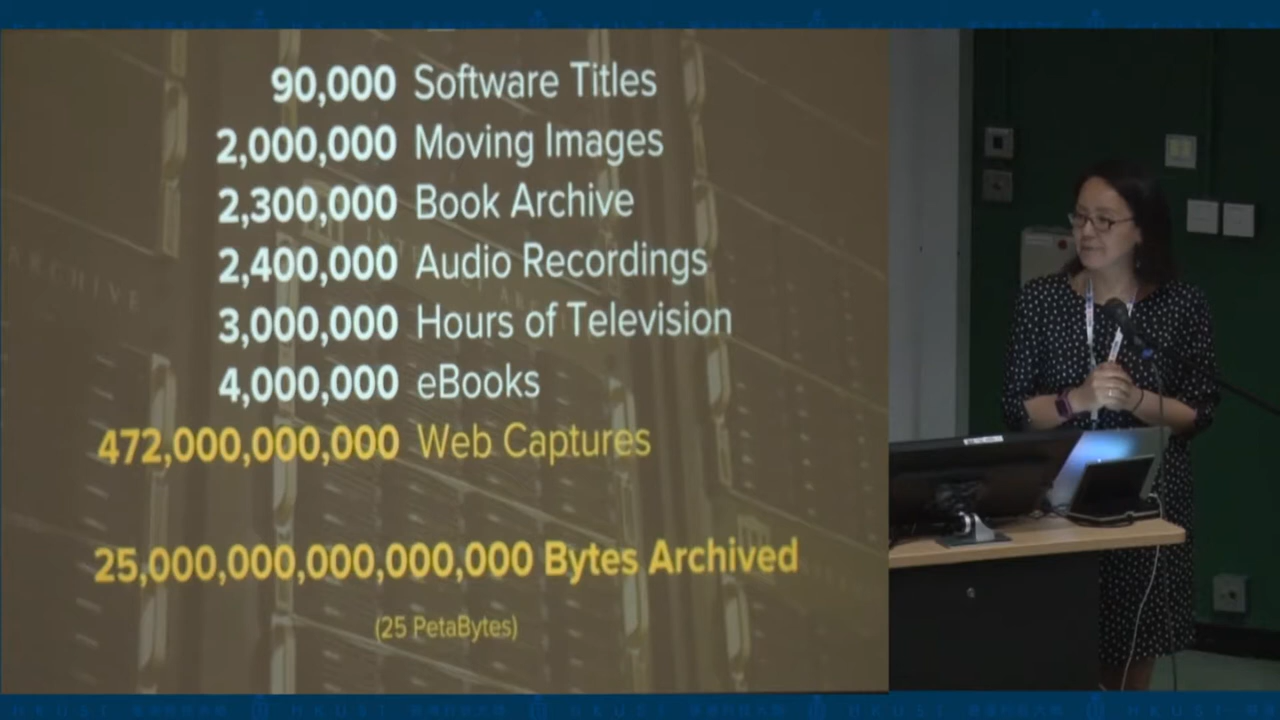 90,000 Software Titles
2,000,000 Moving Images
2,300,000 Book Archive
2,400,000 Audio Recordings
3,000,000 Hours of Television
4,000,000 eBooks
472,000,000,000 Web Captures
25,000,000,000,000,000 Bytes Archived
(25 PetaBytes)
ARCHIVE